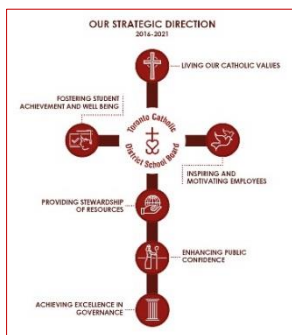 OUR STRATEGIC DIRECTION
2016-2021
LIVING OUR CATHOLIC VALUES
FOSTERING STUDENT
ACHIEVEMENT AND WELL BEING
Toronto Catholic
District School Board
INSPIRING AND
MOTIVATING EMPLOYEES
PROVIDING STEWARDSHIP
OF RESOURCES
ENHANCING PUBLIC
CONFIDENCE
ACHIEVING EXCELLENCE IN
GOVERNANCE